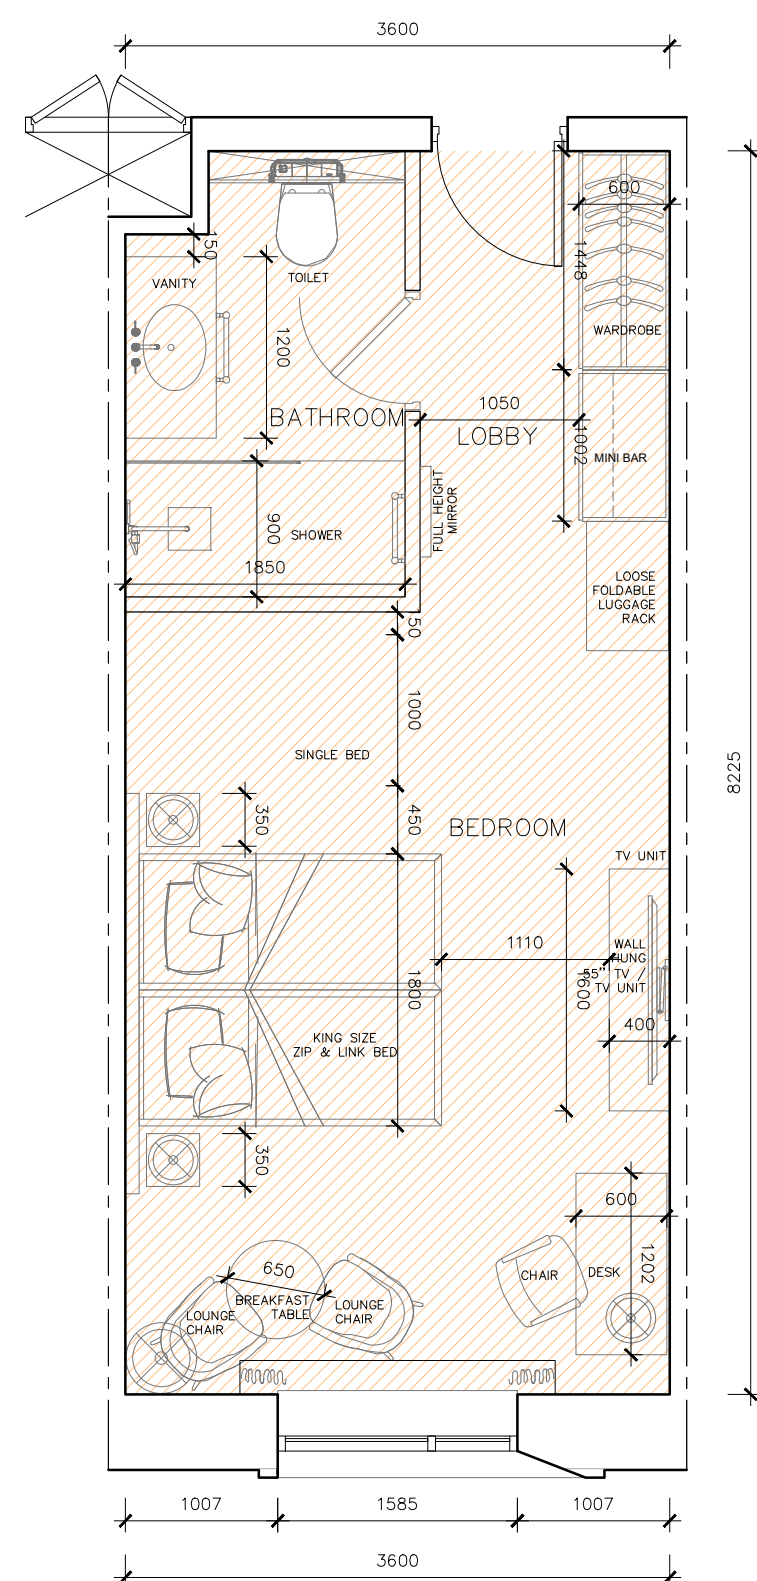 3600
600
150
1448
TOILET
VANITY
WARDROBE
1200
1050
BATHROOM
LOBBY
1002
MINI BAR
FULL HEIGHT
MIRROR
900
SHOWER
1850
LOOSE
FOLDABLE
LUGGAGE
RACK
150
1000
SINGLE BED
8225
350
450
BEDROOM
TV UNIT
1110
WALL
HUNG
55" TV /
TV UNIT
1600
1800
400
KING SIZE
ZIP & LINK BED
350
600
1202
650
CHAIR
DESK
BREAKFAST
TABLE
LOUNGE
CHAIR
LOUNGE
CHAIR
1007
1585
1007
3600